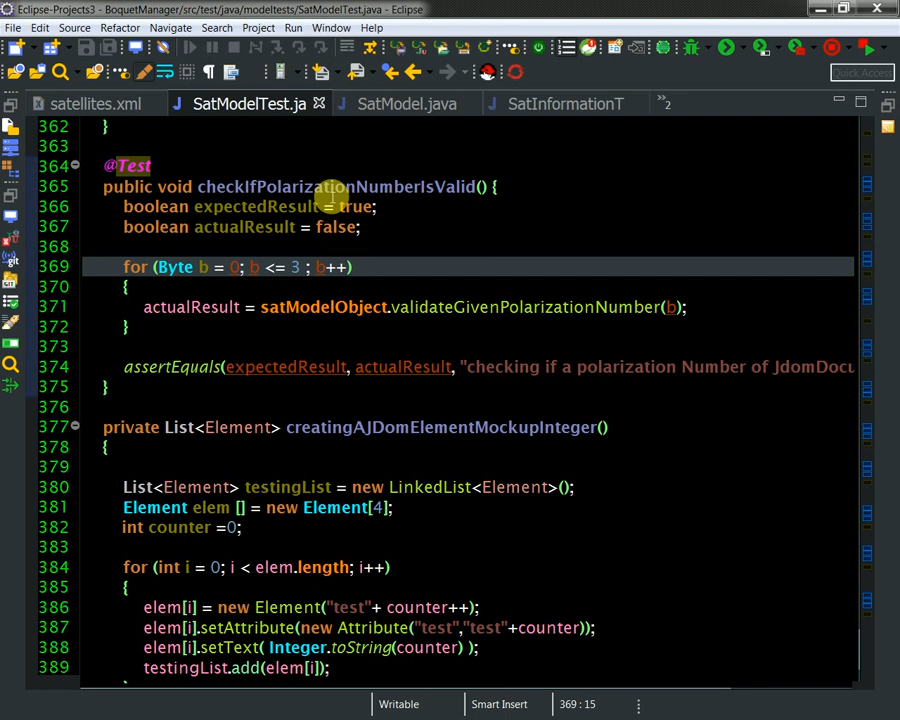 Eclipse-Projects3 - BoquetManager/src/test/java/modeltests/SatModelTest.java - Eclipse
File Edit Source Refactor Navigate Search Project Run Window Help
Quick Access
satellites.xml SatModelTest.ja SatModel.java SatInformationT »2
362 }
363
364 @Test
365 public void checkIfPolarizationNumberIsValid() {
366 boolean expectedResult = true;
367 boolean actualResult = false;
368
369 for (Byte b = 0; b <= 3 ; b++)
370 {
371 actualResult = satModelObject.validateGivenPolarizationNumber(b);
372 }
373
374 assertEquals(expectedResult, actualResult, "checking if a polarization Number of JdomDocu
375 }
376
377 private List<Element> creatingAJDomElementMockupInteger()
378 {
379
380 List<Element> testingList = new LinkedList<Element>();
381 Element elem [] = new Element[4];
382 int counter =0;
383
384 for (int i = 0; i < elem.length; i++)
385 {
386 elem[i] = new Element("test"+ counter++);
387 elem[i].setAttribute(new Attribute("test","test"+counter));
388 elem[i].setText( Integer.toString(counter) );
389 testingList.add(elem[i]);
Writable Smart Insert 369 : 15